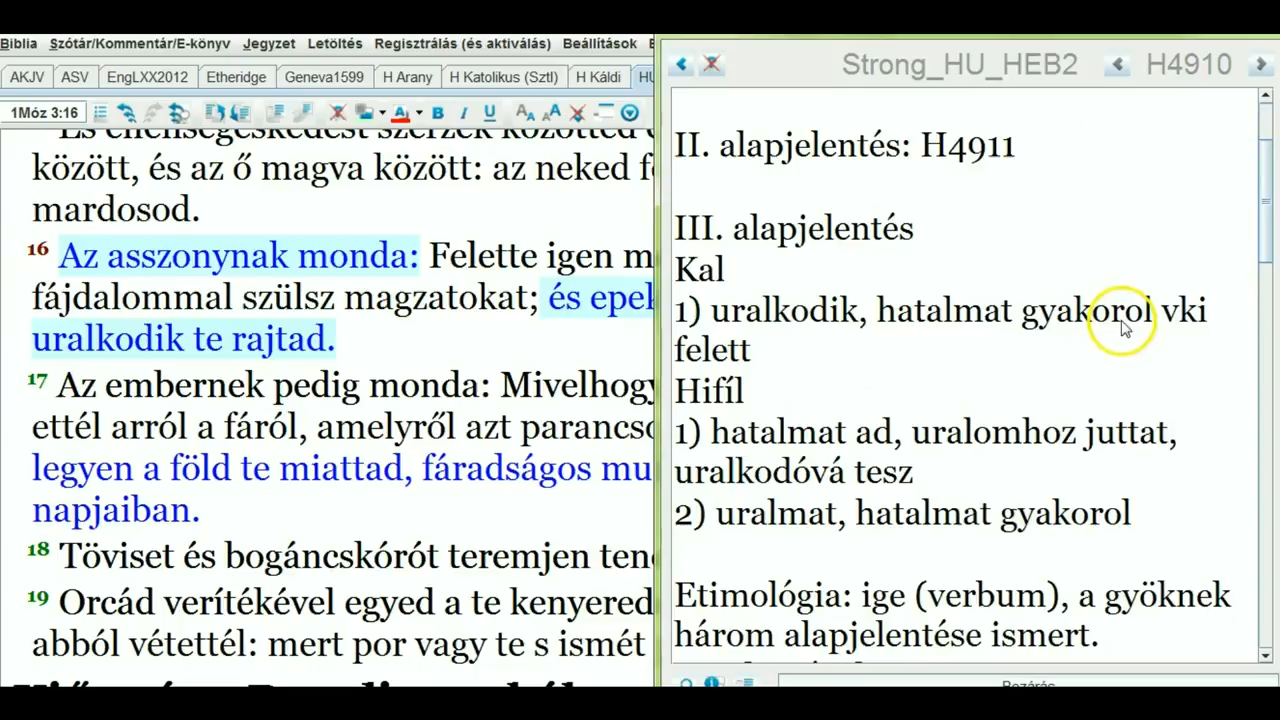 Biblia Szótár/Kommentár/E-könyv Jegyzet Letöltés Regisztrálás (és aktiválás) Beállítások
AKJV ASV EngLXX2012 Etheridge Geneva1599 H Arany H Katolikus (Sztl) H Káldi HU
1Móz 3:16
között, és az ő magva között: az neked
mardosod.
16 Az asszonynak monda: Felette igen
fájdalommal szülsz magzatokat; és
uralkodik te rajtad.
17 Az embernek pedig monda: Mivelhogy
ettél arról a fáról, amelyről azt
legyen a föld te miattad, fáradságos
napjaiban.
18 Töviset és bogáncskórót teremjen
19 Orcád verítékével egyed a te kenyered
abból vétettél: mert por vagy te s ismét
Strong_HU_HEB2 H4910
II. alapjelentés: H4911
III. alapjelentés
Kal
1) uralkodik, hatalmat gyakorol vki
felett
Hifíl
1) hatalmat ad, uralomhoz juttat,
uralkodóvá tesz
2) uralmat, hatalmat gyakorol
Etimológia: ige (verbum), a gyöknek
három alapjelentése ismert.